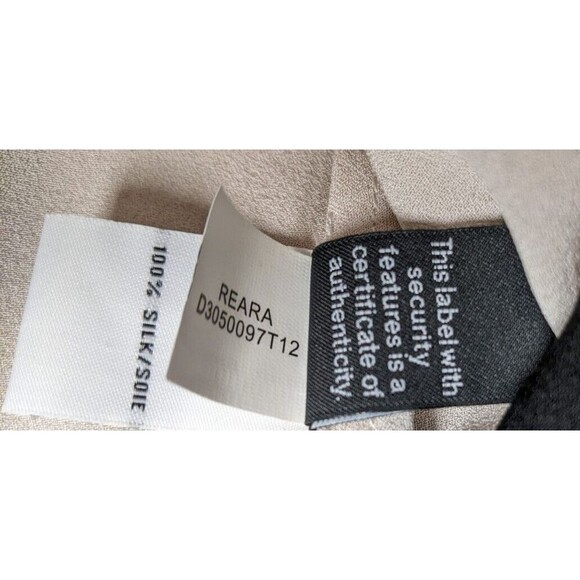 100% SILK/SOIE
REARA
D3050097T12
This label with
security
features is a
certificate of
authenticity.